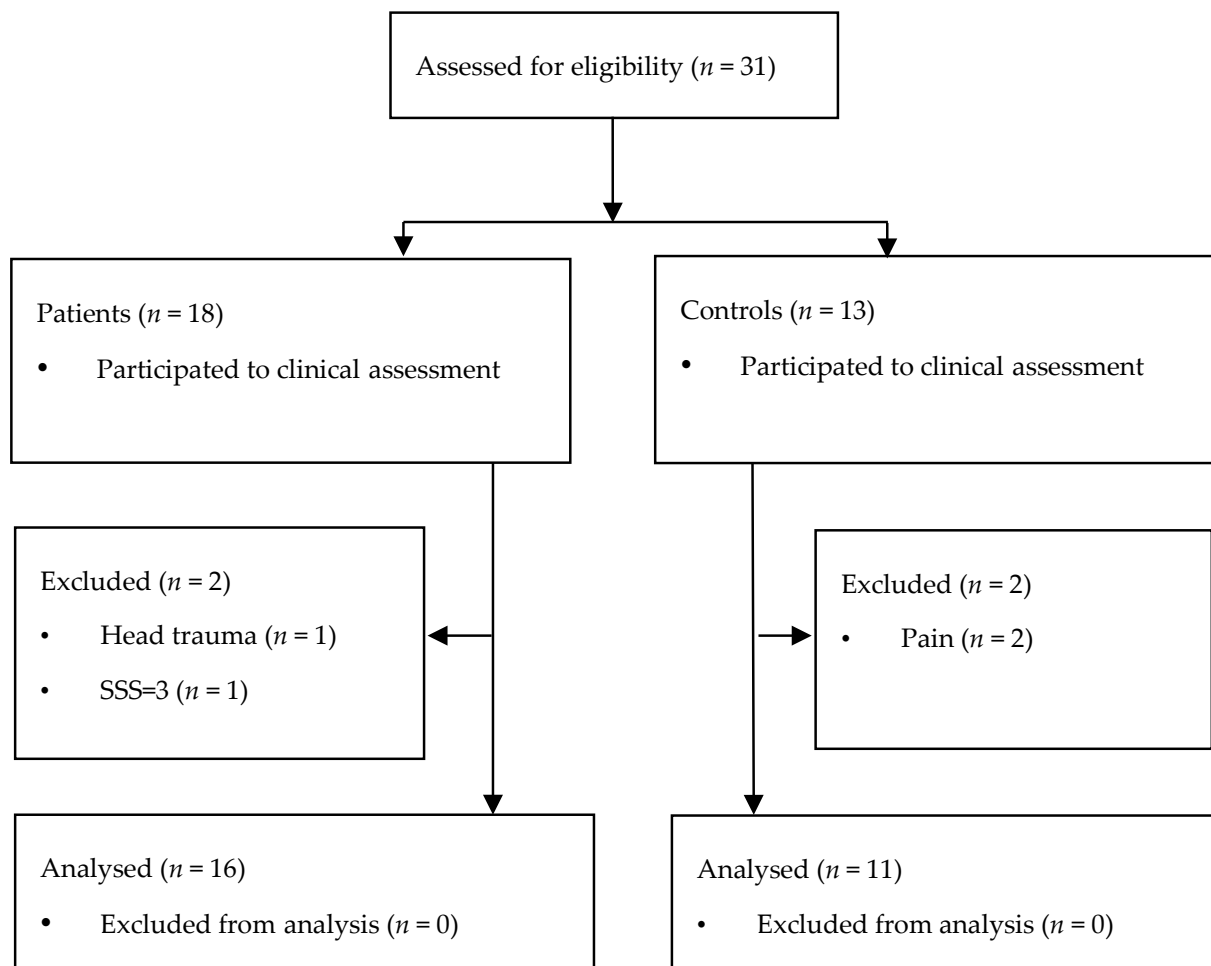 Assessed for eligibility (n = 31)
Patients (n = 18)
• Participated to clinical assessment
Controls (n = 13)
• Participated to clinical assessment
Excluded (n = 2)
• Head trauma (n = 1)
• SSS=3 (n = 1)
Excluded (n = 2)
• Pain (n = 2)
Analysed (n = 16)
• Excluded from analysis (n = 0)
Analysed (n = 11)
• Excluded from analysis (n = 0)